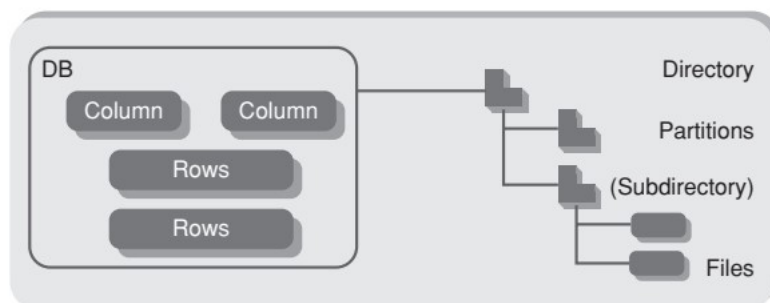 DB
Column
Column
Rows
Rows
Directory
Partitions
(Subdirectory)
Files